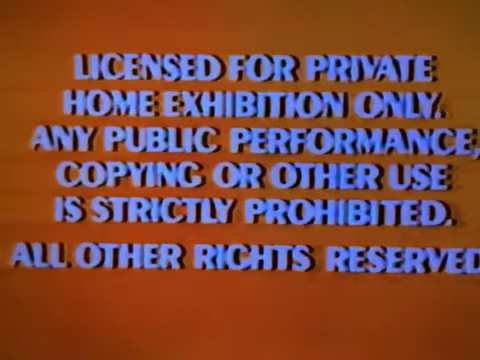 LICENSED FOR PRIVATE
HOME EXHIBITION ONLY.
ANY PUBLIC PERFORMANCE,
COPYING OR OTHER USE
IS STRICTLY PROHIBITED.
ALL OTHER RIGHTS RESERVED